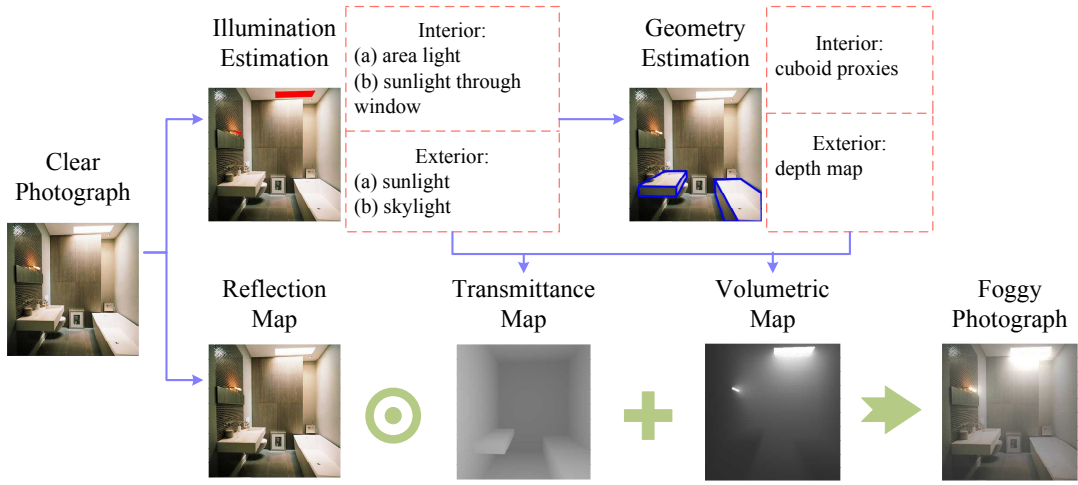 Illumination
Estimation
Interior:
(a) area light
(b) sunlight through
window
Exterior:
(a) sunlight
(b) skylight
Geometry
Estimation
Interior:
cuboid proxies
Exterior:
depth map
Clear
Photograph
Reflection
Map
Transmittance
Map
Volumetric
Map
Foggy
Photograph